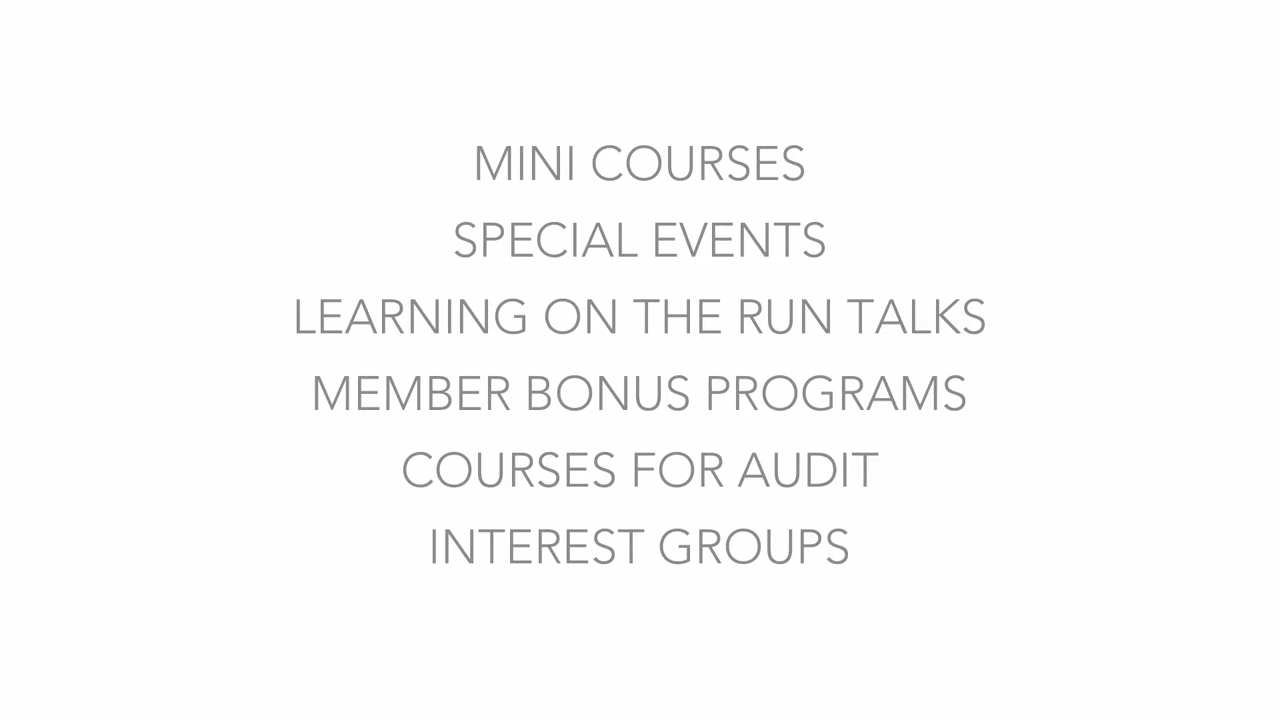 MINI COURSES
SPECIAL EVENTS
LEARNING ON THE RUN TALKS
MEMBER BONUS PROGRAMS
COURSES FOR AUDIT
INTEREST GROUPS